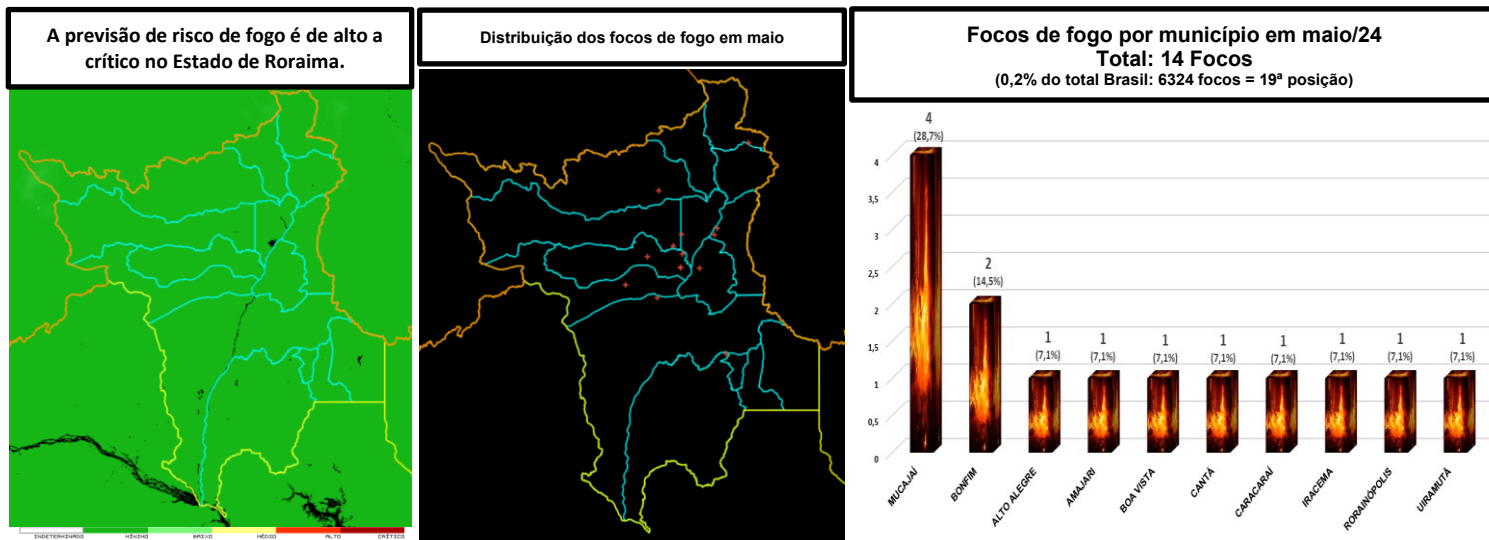 A previsão de risco de fogo é de alto a
crítico no Estado de Roraima.
INDETERMINADO MÍNIMO BAIXO MÉDIO ALTO CRÍTICO
Distribuição dos focos de fogo em maio
Focos de fogo por município em maio/24
Total: 14 Focos
(0,2% do total Brasil: 6324 focos = 19ª posição)
4
(28,7%)
2
(14,5%)
1
(7,1%)
1
(7,1%)
1
(7,1%)
1
(7,1%)
1
(7,1%)
1
(7,1%)
1
(7,1%)
1
(7,1%)
4
3,5
3
2,5
2
1,5
1
0,5
0
MUCAJAÍ
BONFIM
ALTO ALEGRE
AMAJARI
BOA VISTA
CANTÁ
CARACARAÍ
IRACEMA
RORAINÓPOLIS
UIRAMUTÃ